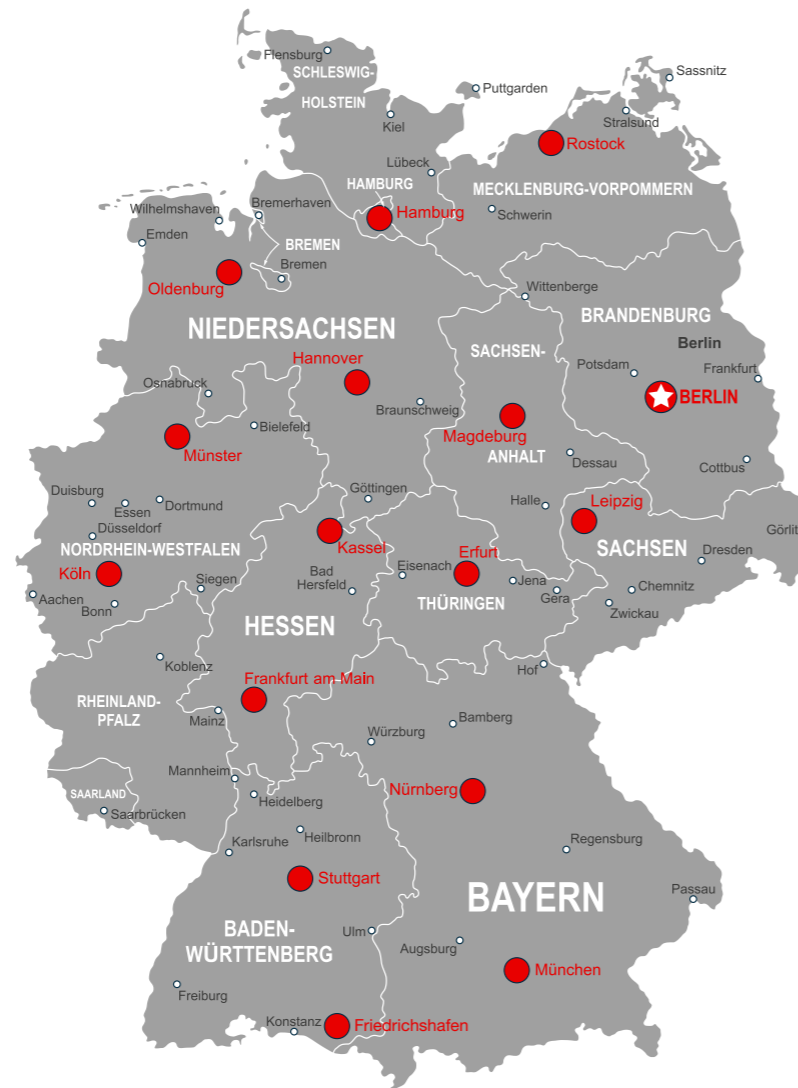 Flensburg
SCHLESWIG-
HOLSTEIN
Sassnitz
Puttgarden
Kiel
Stralsund
Rostock
Lübeck
HAMBURG
MECKLENBURG-VORPOMMERN
Wilhelmshaven
Bremerhaven
Hamburg
Schwerin
Emden
BREMEN
Bremen
Oldenburg
Wittenberge
NIEDERSACHSEN
BRANDENBURG
Berlin
Hannover
SACHSEN-
Potsdam
Frankfurt
Osnabruck
BERLIN
Braunschweig
Münster
Bielefeld
Magdeburg
ANHALT
Dessau
Cottbus
Duisburg
Essen
Dortmund
Göttingen
Halle
Leipzig
Düsseldorf
Kassel
Görlit
NORDRHEIN-WESTFALEN
Erfurt
SACHSEN
Dresden
Köln
Siegen
Bad
Hersfeld
Eisenach
Jena
Gera
Chemnitz
Zwickau
Aachen
Bonn
THÜRINGEN
HESSEN
Koblenz
Hof
Frankfurt am Main
RHEINLAND-
PFALZ
Mainz
Bamberg
Würzburg
Mannheim
SAARLAND
Saarbrücken
Heidelberg
Nürnberg
Heilbronn
Karlsruhe
Regensburg
Stuttgart
BAYERN
Passau
BADEN-
WÜRTTENBERG
Ulm
Augsburg
München
Freiburg
Konstanz
Friedrichshafen